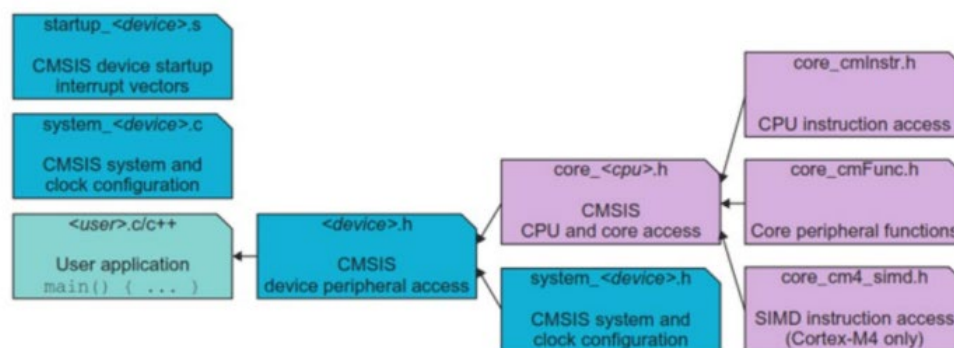 startup_<device>.s
CMSIS device startup
interrupt vectors
system_<device>.c
CMSIS system and
clock configuration
<user>.c/c++
User application
main() { ... }
<device>.h
CMSIS
device peripheral access
core_<cpu>.h
CMSIS
CPU and core access
system_<device>.h
CMSIS system and
clock configuration
core_cmInstr.h
CPU instruction access
core_cmFunc.h
Core peripheral functions
core_cm4_simd.h
SIMD instruction access
(Cortex-M4 only)